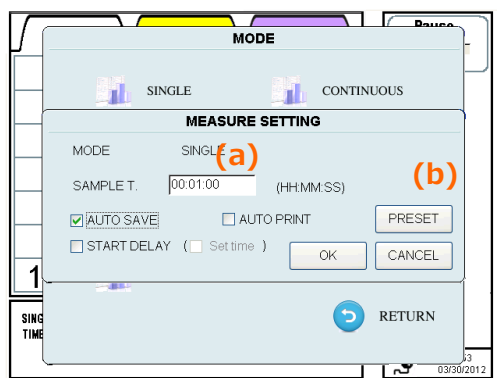 Pause
MODE
SINGLE CONTINUOUS
MEASURE SETTING
MODE SINGLE
(a)
(b)
SAMPLE T. 00:01:00 (HH:MM:SS)
AUTO SAVE AUTO PRINT PRESET
START DELAY ( Set time ) OK CANCEL
1
SING
TIME
RETURN
53
03/30/2012